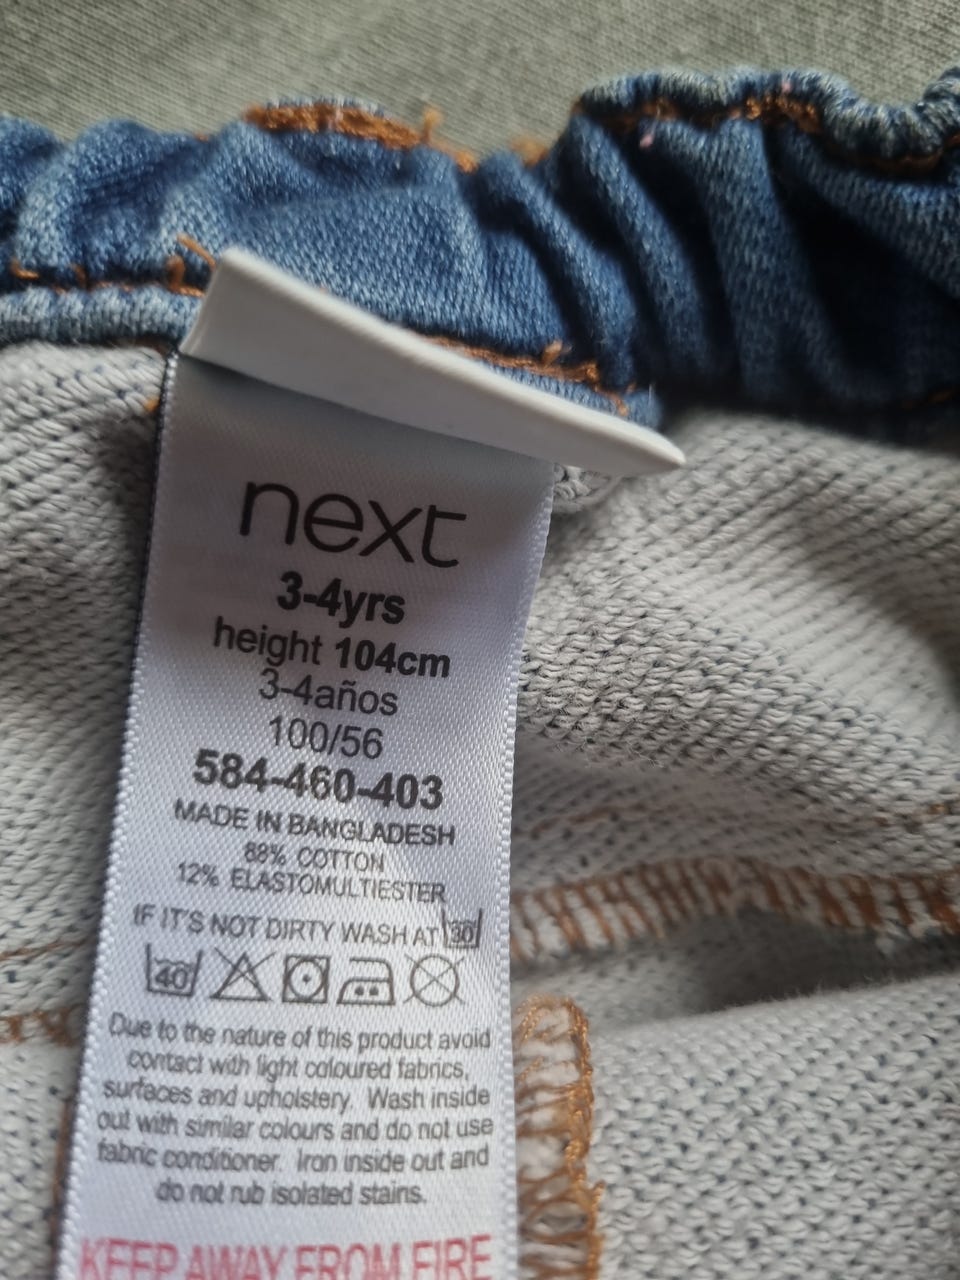 next
3-4yrs
height 104cm
3-4años
100/56
584-460-403
MADE IN BANGLADESH
88% COTTON
12% ELASTOMULTIESTER
IF IT'S NOT DIRTY WASH AT 30
40
Due to the nature of this product avoid
contact with light coloured fabrics,
surfaces and upholstery. Wash inside
out with similar colours and do not use
fabric conditioner. Iron inside out and
do not rub isolated stains.
KEEP AWAY FROM FIRE